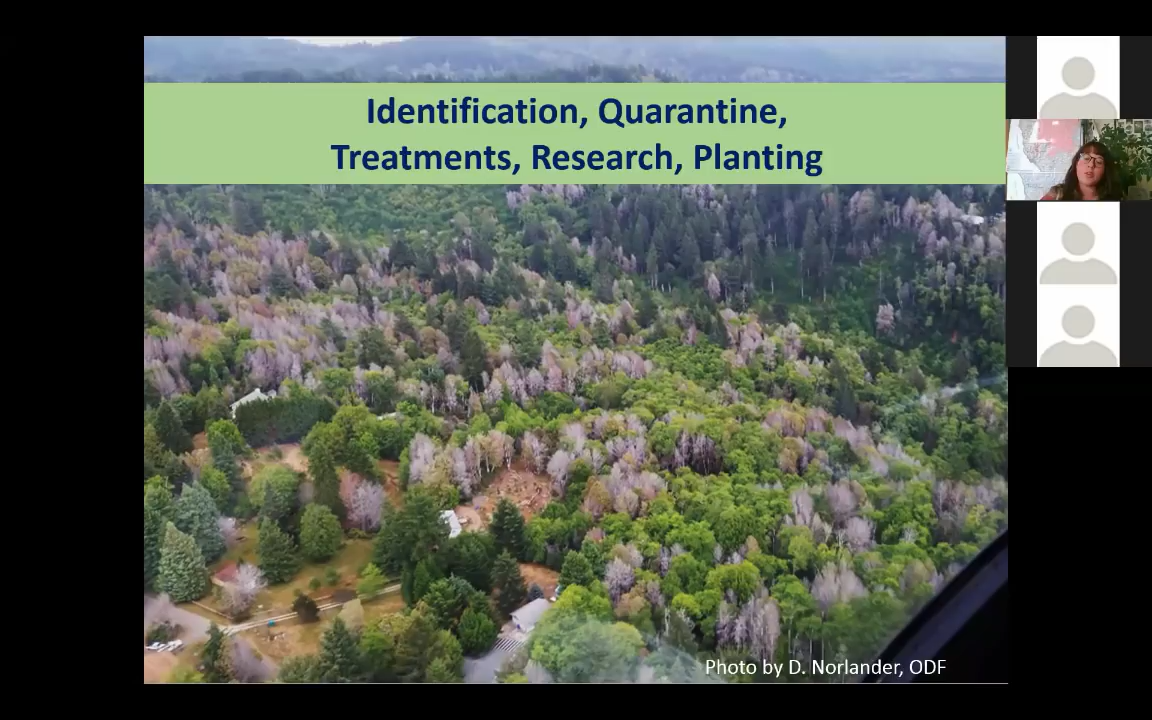 Identification, Quarantine,
Treatments, Research, Planting
Photo by D. Norlander, ODF